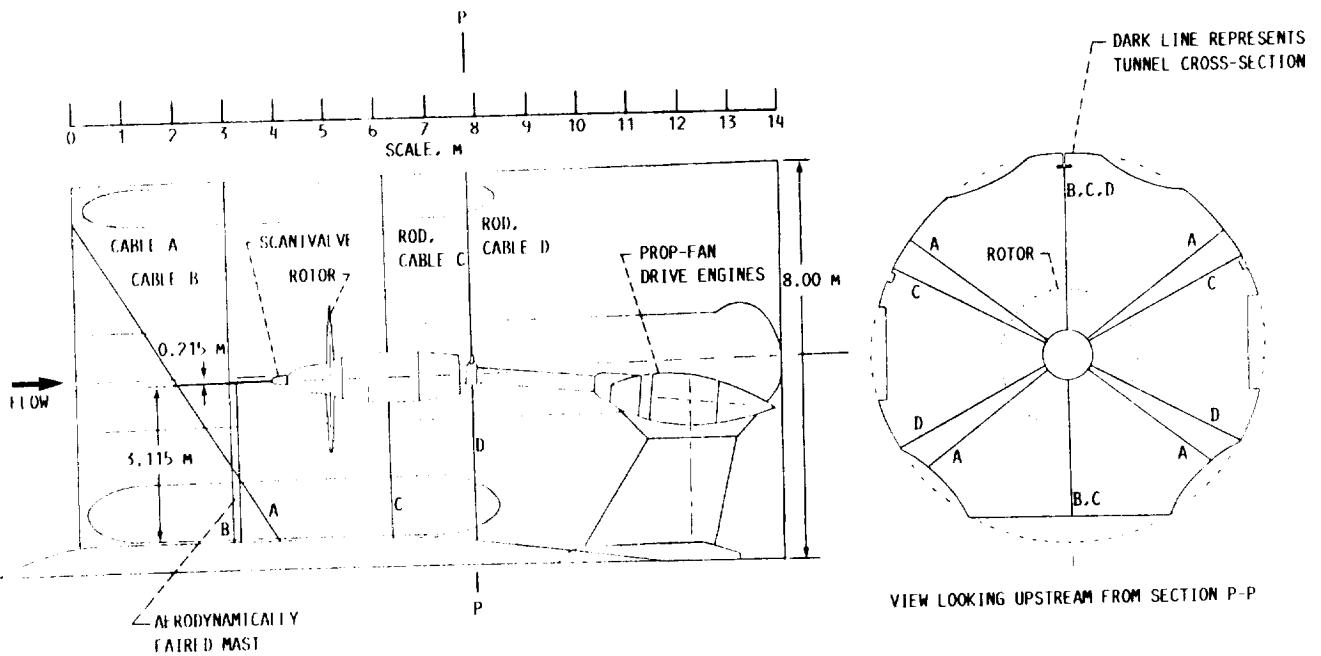 P
0 1 2 3 4 5 6 7 8 9 10 11 12 13 14
SCALE, M
CABLE A
CABLE B
SCANIVALVE
ROTOR
ROD,
CABLE C
ROD,
CABLE D
PROP-FAN
DRIVE ENGINES
8.00 M
0.215 M
FLOW
3.115 M
B
A
C
D
P
AERODYNAMICALLY
FAIRED MAST
DARK LINE REPRESENTS
TUNNEL CROSS-SECTION
B,C,D
A
A
ROTOR
C
C
D
D
A
A
B,C
VIEW LOOKING UPSTREAM FROM SECTION P-P